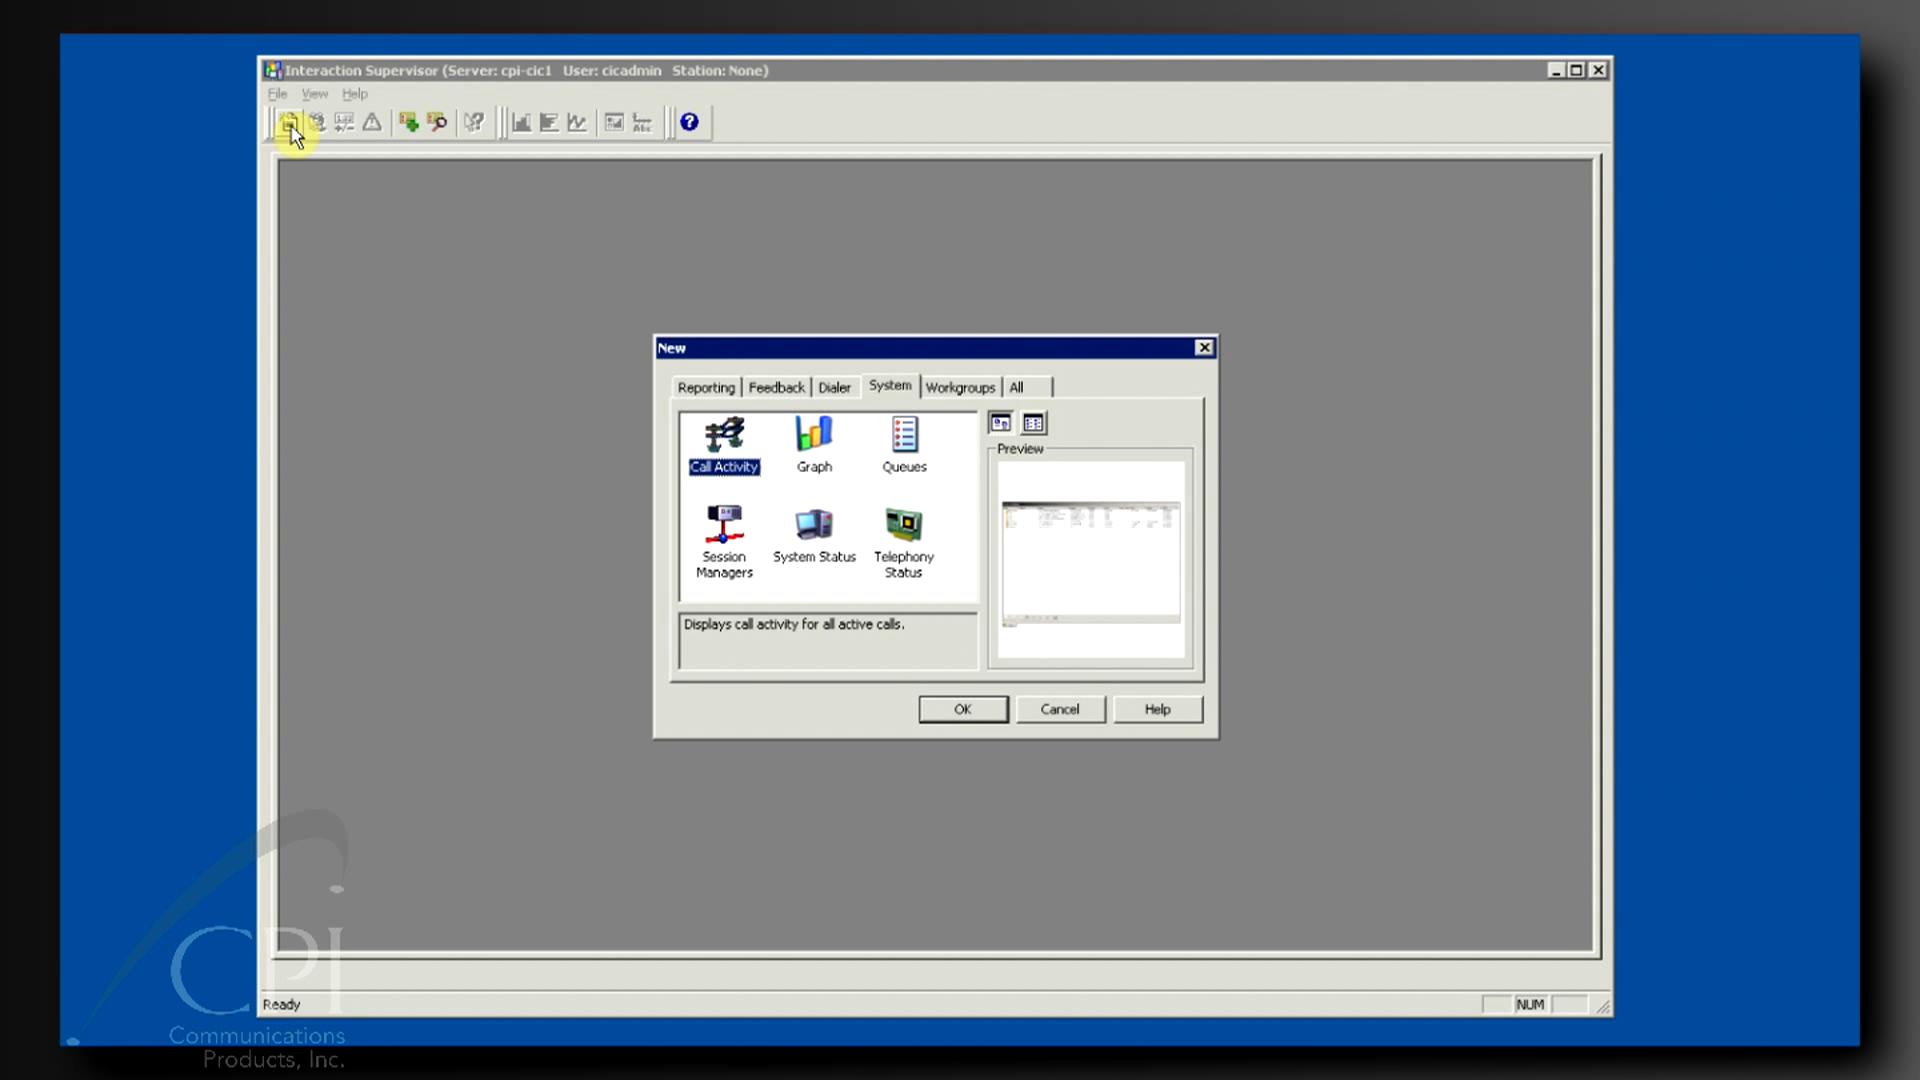 Interaction Supervisor (Server: cpi-cic1 User: cicadmin Station: None)
File View Help
New
Reporting Feedback Dialer System Workgroups All
Call Activity Graph Queues
Session Managers System Status Telephony Status
Preview
Displays call activity for all active calls.
OK Cancel Help
Ready NUM
CPI
Communications
Products, Inc.